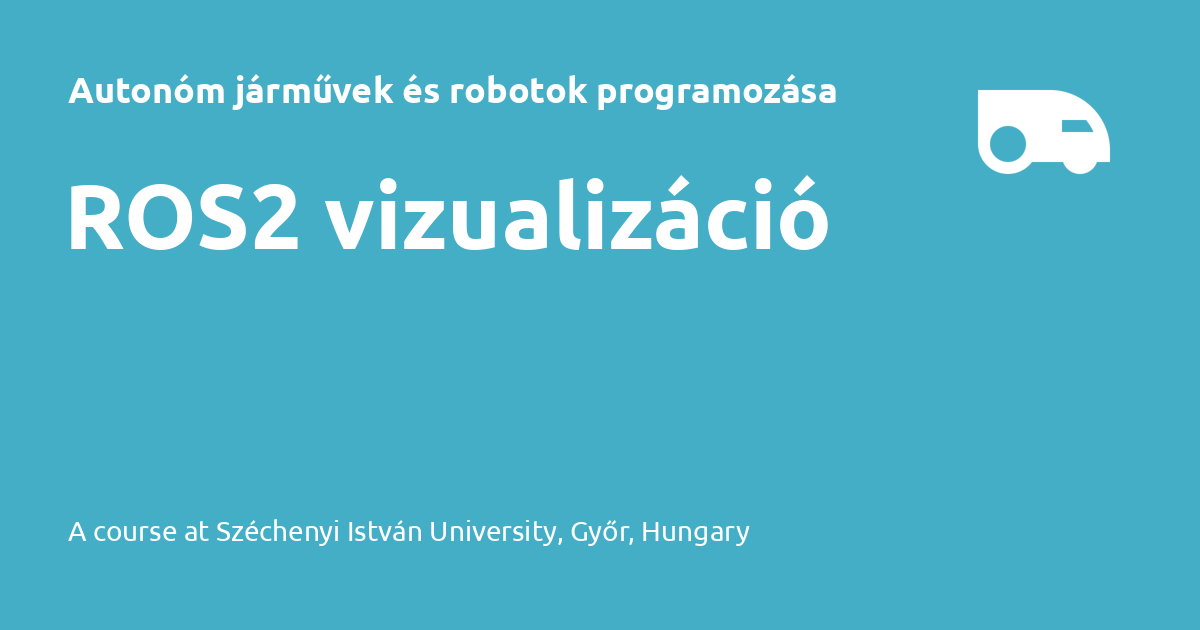 Autonóm járművek és robotok programozása
ROS2 vizualizáció
A course at Széchenyi István University, Győr, Hungary